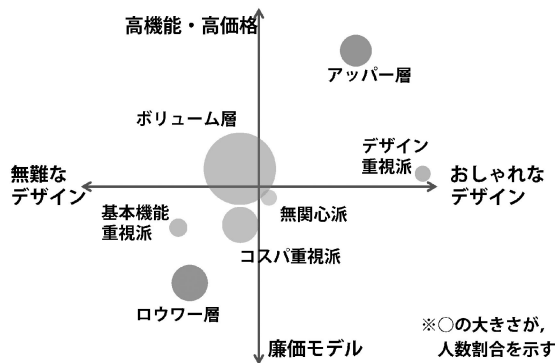 高機能・高価格
アッパー層
ボリューム層
デザイン
重視派
無難な
デザイン
おしゃれな
デザイン
基本機能
重視派
無関心派
コスパ重視派
ロウワー層
※○の大きさが,
人数割合を示す
廉価モデル